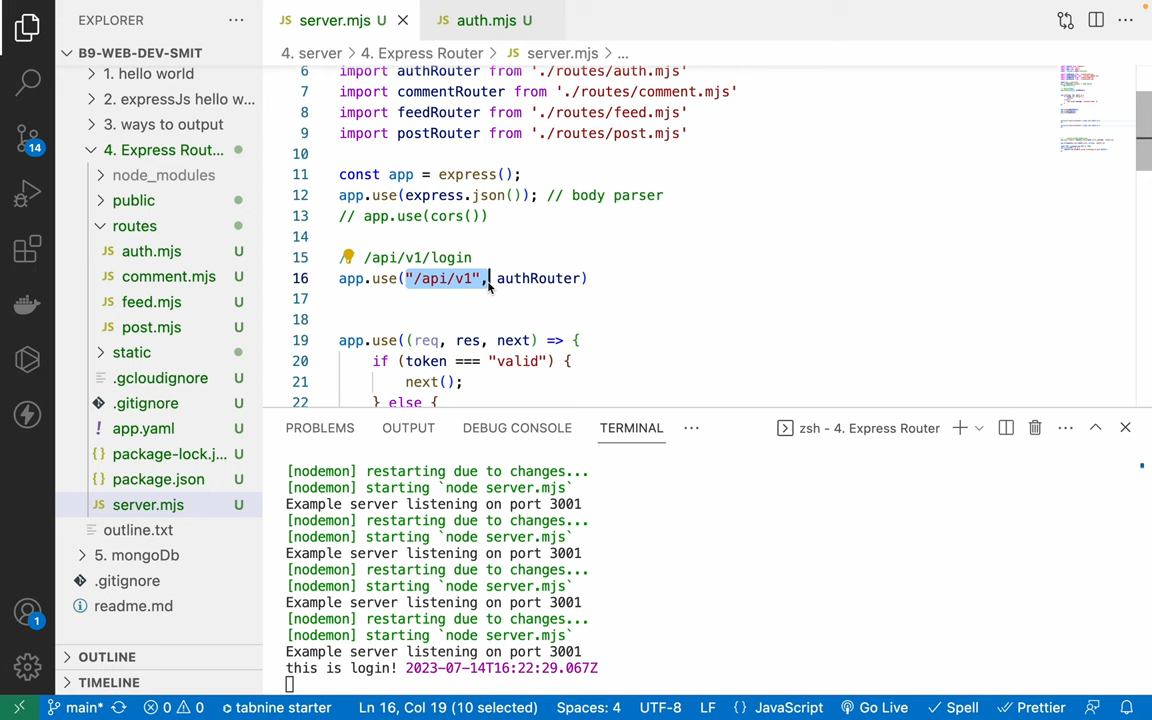 EXPLORER
B9-WEB-DEV-SMIT
1. hello world
2. expressJs hello w...
3. ways to output
4. Express Rout...
node_modules
public
routes
JS auth.mjs U
JS comment.mjs U
JS feed.mjs U
JS post.mjs U
static
.gcloudignore U
.gitignore U
! app.yaml U
{} package-lock.j... U
{} package.json U
JS server.mjs U
outline.txt
5. mongoDb
.gitignore
readme.md
OUTLINE
TIMELINE
14
1
JS server.mjs U
JS auth.mjs U
4. server > 4. Express Router > JS server.mjs > ...
6 import authRouter from './routes/auth.mjs'
7 import commentRouter from './routes/comment.mjs'
8 import feedRouter from './routes/feed.mjs'
9 import postRouter from './routes/post.mjs'
10
11 const app = express();
12 app.use(express.json()); // body parser
13 // app.use(cors())
14
15 / /api/v1/login
16 app.use("/api/v1", authRouter)
17
18
19 app.use((req, res, next) => {
20 if (token === "valid") {
21 next();
22 } else {
PROBLEMS OUTPUT DEBUG CONSOLE TERMINAL
zsh - 4. Express Router
[nodemon] restarting due to changes...
[nodemon] starting `node server.mjs`
Example server listening on port 3001
[nodemon] restarting due to changes...
[nodemon] starting `node server.mjs`
Example server listening on port 3001
[nodemon] restarting due to changes...
[nodemon] starting `node server.mjs`
Example server listening on port 3001
[nodemon] restarting due to changes...
[nodemon] starting `node server.mjs`
Example server listening on port 3001
this is login! 2023-07-14T16:22:29.067Z
main* 0 0 tabnine starter Ln 16, Col 19 (10 selected) Spaces: 4 UTF-8 LF {} JavaScript Go Live Spell Prettier